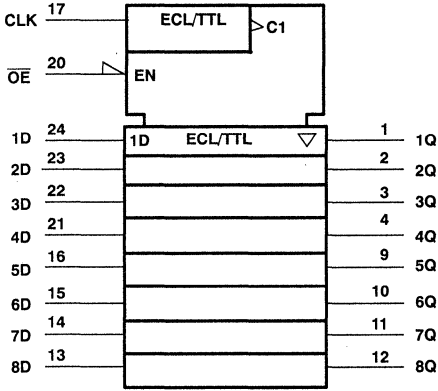 CLK 17 ECL/TTL C1
OE 20 EN
1D 24 1D ECL/TTL 1 1Q
2D 23 2 2Q
3D 22 3 3Q
4D 21 4 4Q
5D 16 9 5Q
6D 15 10 6Q
7D 14 11 7Q
8D 13 12 8Q